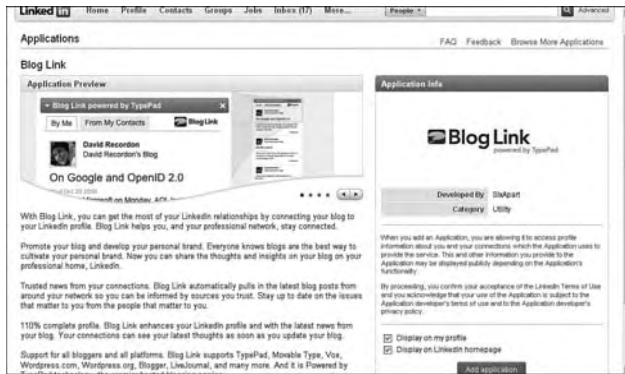 Linked in Home Profile Contacts Groups Jobs Inbox (17) More... People Advanced
Applications
FAQ Feedback Browse More Applications
Blog Link
Application Preview
Blog Link powered by TypePad
By Me From My Contacts Blog Link
David Recordon
David Recordon's Blog
On Google and OpenID 2.0
With Blog Link, you can get the most of your LinkedIn relationships by connecting your blog to
your LinkedIn profile. Blog Link helps you, and your professional network, stay connected.
Promote your blog and develop your personal brand. Everyone knows blogs are the best way to
cultivate your personal brand. Now you can share the thoughts and insights on your blog on your
professional home, LinkedIn.
Trusted news from your connections. Blog Link automatically pulls in the latest blog posts from
around your network so you can be informed by sources you trust. Stay up to date on the issues
that matter to you from the people that matter to you.
110% complete profile. Blog Link enhances your LinkedIn profile and with the latest news from
your blog. Your connections can see your latest thoughts as soon as you update your blog.
Support for all bloggers and all platforms. Blog Link supports TypePad, Movable Type, Vox,
Wordpress.com, Wordpress.org, Blogger, LiveJournal, and many more. And it is Powered by
Application Info
Blog Link
powered by TypePad
Developed By SixApart
Category Utility
When you add an Application, you are allowing it to access profile
information about you and your connections which the Application uses to
provide the service. This and other information you provide to the
Application may be displayed publicly depending on the Application's
functionality.
By proceeding, you confirm your acceptance of the LinkedIn Terms of Use
and you acknowledge that your use of the Application is subject to the
Application developer's terms of use and to the Application developer's
privacy policy.
Display on my profile
Display on LinkedIn homepage
Add application